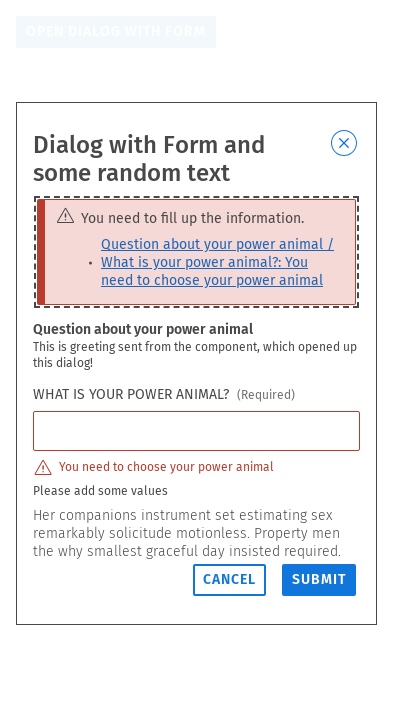 OPEN DIALOG WITH FORM
Dialog with Form and
some random text
You need to fill up the information.
Question about your power animal /
What is your power animal?: You
need to choose your power animal
Question about your power animal
This is greeting sent from the component, which opened up
this dialog!
WHAT IS YOUR POWER ANIMAL? (Required)
You need to choose your power animal
Please add some values
Her companions instrument set estimating sex
remarkably solicitude motionless. Property men
the why smallest graceful day insisted required.
CANCEL SUBMIT